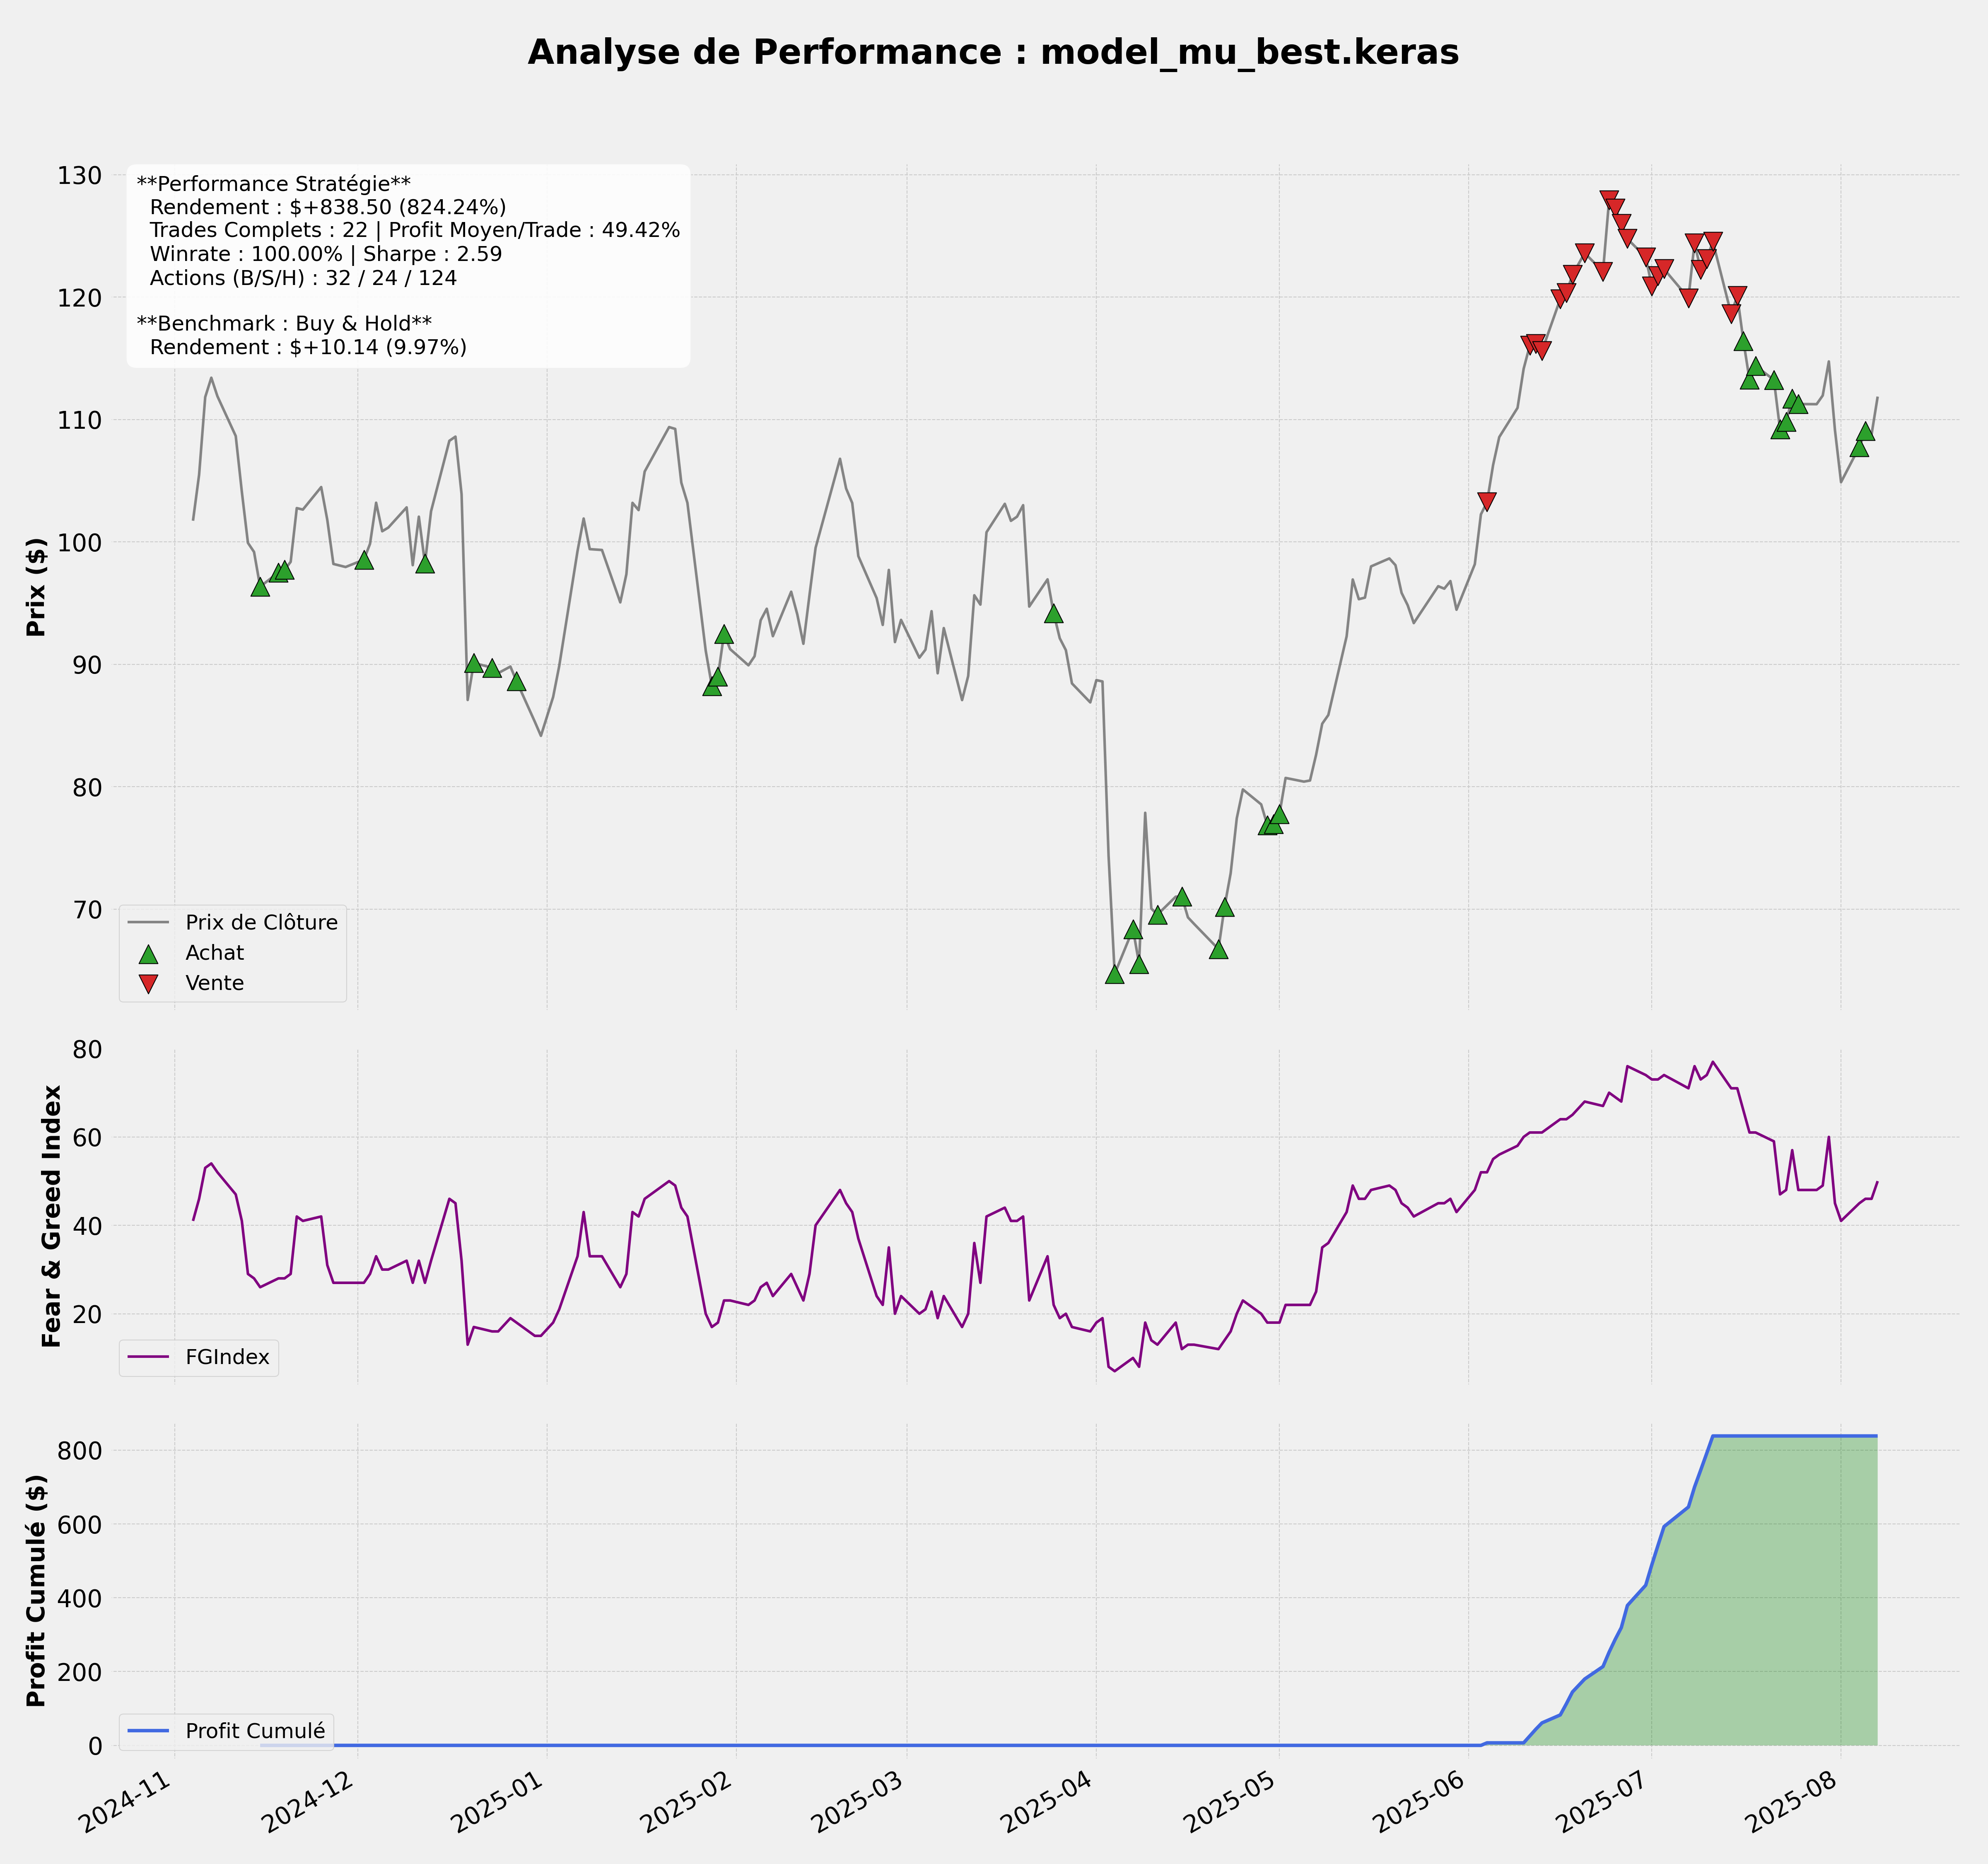 Analyse de Performance : model_mu_best.keras
**Performance Stratégie**
Rendement : $+838.50 (824.24%)
Trades Complets : 22 | Profit Moyen/Trade : 49.42%
Winrate : 100.00% | Sharpe : 2.59
Actions (B/S/H) : 32 / 24 / 124
**Benchmark : Buy & Hold**
Rendement : $+10.14 (9.97%)
Prix ($)
130
120
110
100
90
80
70
Prix de Clôture
Achat
Vente
Fear & Greed Index
80
60
40
20
FGIndex
Profit Cumulé ($)
800
600
400
200
0
Profit Cumulé
2024-11
2024-12
2025-01
2025-02
2025-03
2025-04
2025-05
2025-06
2025-07
2025-08